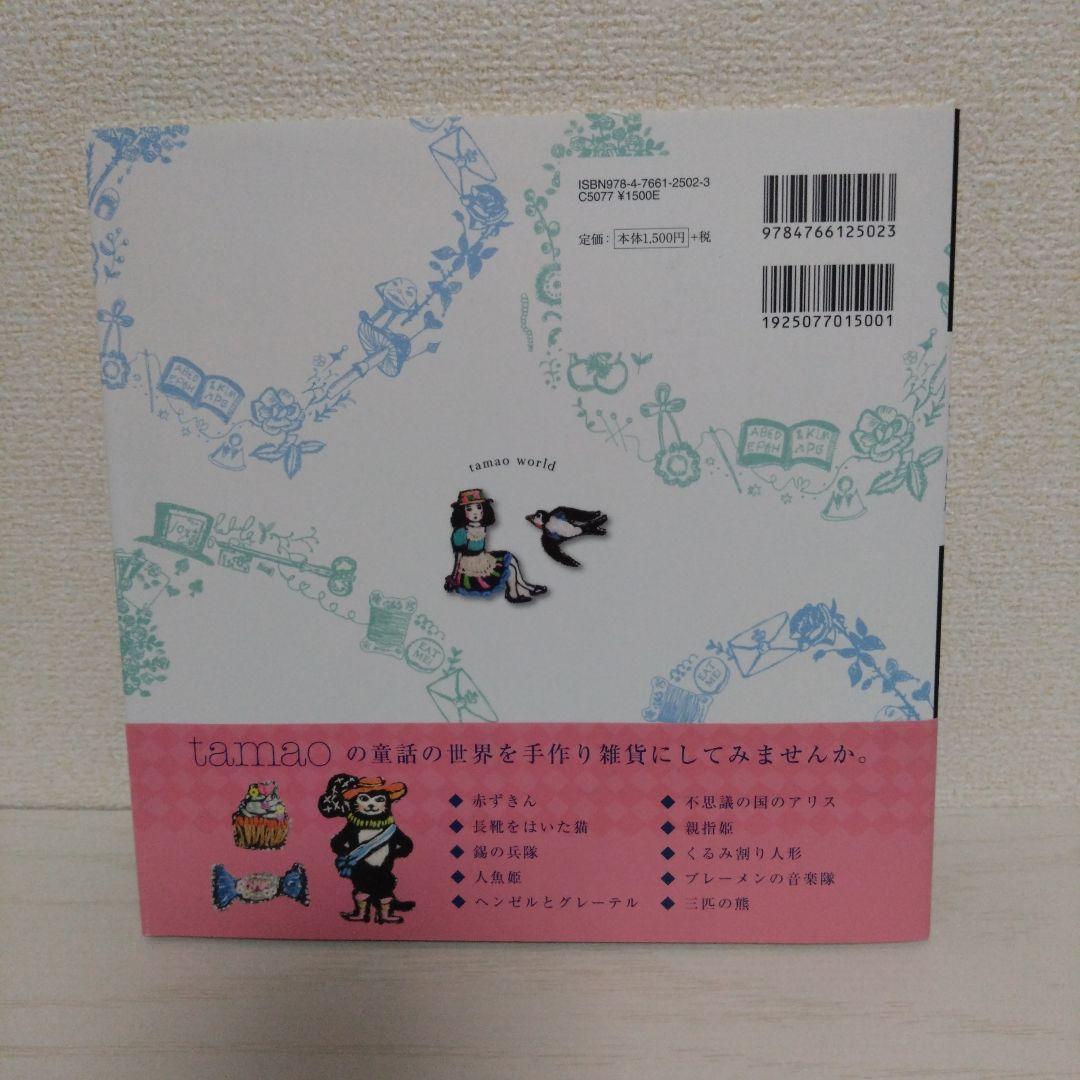 ISBN978-4-7661-2502-3
C5077 ¥1500E
定価：本体1,500円+税
9784766125023
1925077015001
tamao world
EAT ME!
EAT ME!
tamao の童話の世界を手作り雑貨にしてみませんか。
◆ 赤ずきん
◆ 長靴をはいた猫
◆ 錫の兵隊
◆ 人魚姫
◆ ヘンゼルとグレーテル
◆ 不思議の国のアリス
◆ 親指姫
◆ くるみ割り人形
◆ ブレーメンの音楽隊
◆ 三匹の熊